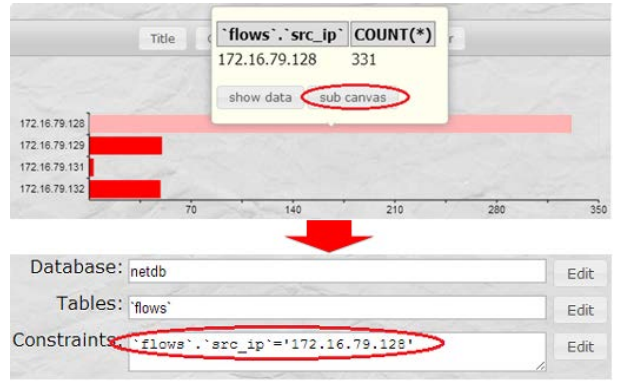 `flows`.`src_ip` COUNT(*)
172.16.79.128 331
Title
r
show data sub canvas
172.16.79.128
172.16.79.129
172.16.79.131
172.16.79.132
70 140 210 280 350
Database: netdb Edit
Tables: `flows` Edit
Constraints: `flows`.`src_ip`='172.16.79.128' Edit